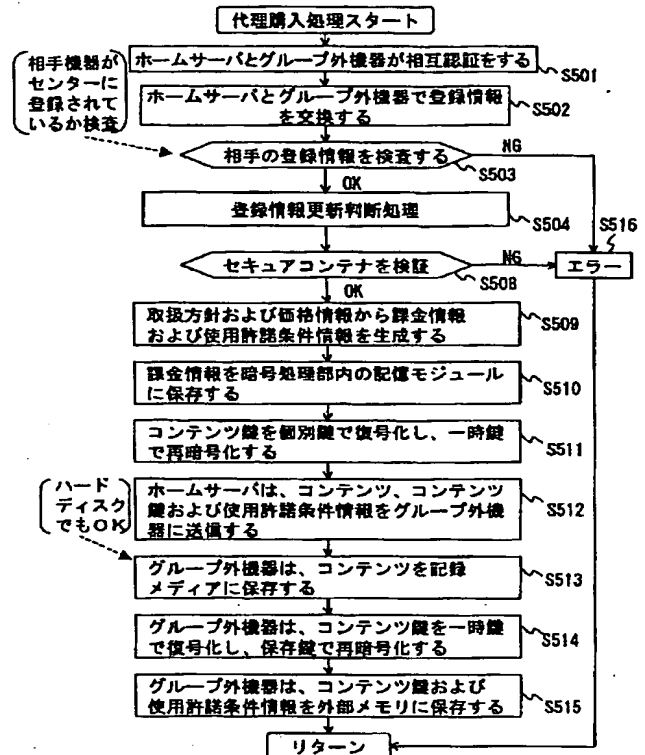 代理購入処理スタート
相手機器が
センターに
登録されて
いるか検査
ホームサーバとグループ外機器が相互認証をする
S501
ホームサーバとグループ外機器で登録情報
を交換する
S502
相手の登録情報を検査する
NG
S503
OK
登録情報更新判断処理
S504
S516
セキュアコンテナを検証
NG
エラー
S508
OK
取扱方針および価格情報から課金情報
および使用許諾条件情報を生成する
S509
課金情報を暗号処理部内の記憶モジュール
に保存する
S510
コンテンツ鍵を個別鍵で復号化し、一時鍵
で再暗号化する
S511
ハード
ディスク
でもOK
ホームサーバは、コンテンツ、コンテンツ
鍵および使用許諾条件情報をグループ外機
器に送信する
S512
グループ外機器は、コンテンツを記録
メディアに保存する
S513
グループ外機器は、コンテンツ鍵を一時鍵
で復号化し、保存鍵で再暗号化する
S514
グループ外機器は、コンテンツ鍵および
使用許諾条件情報を外部メモリに保存する
S515
リターン